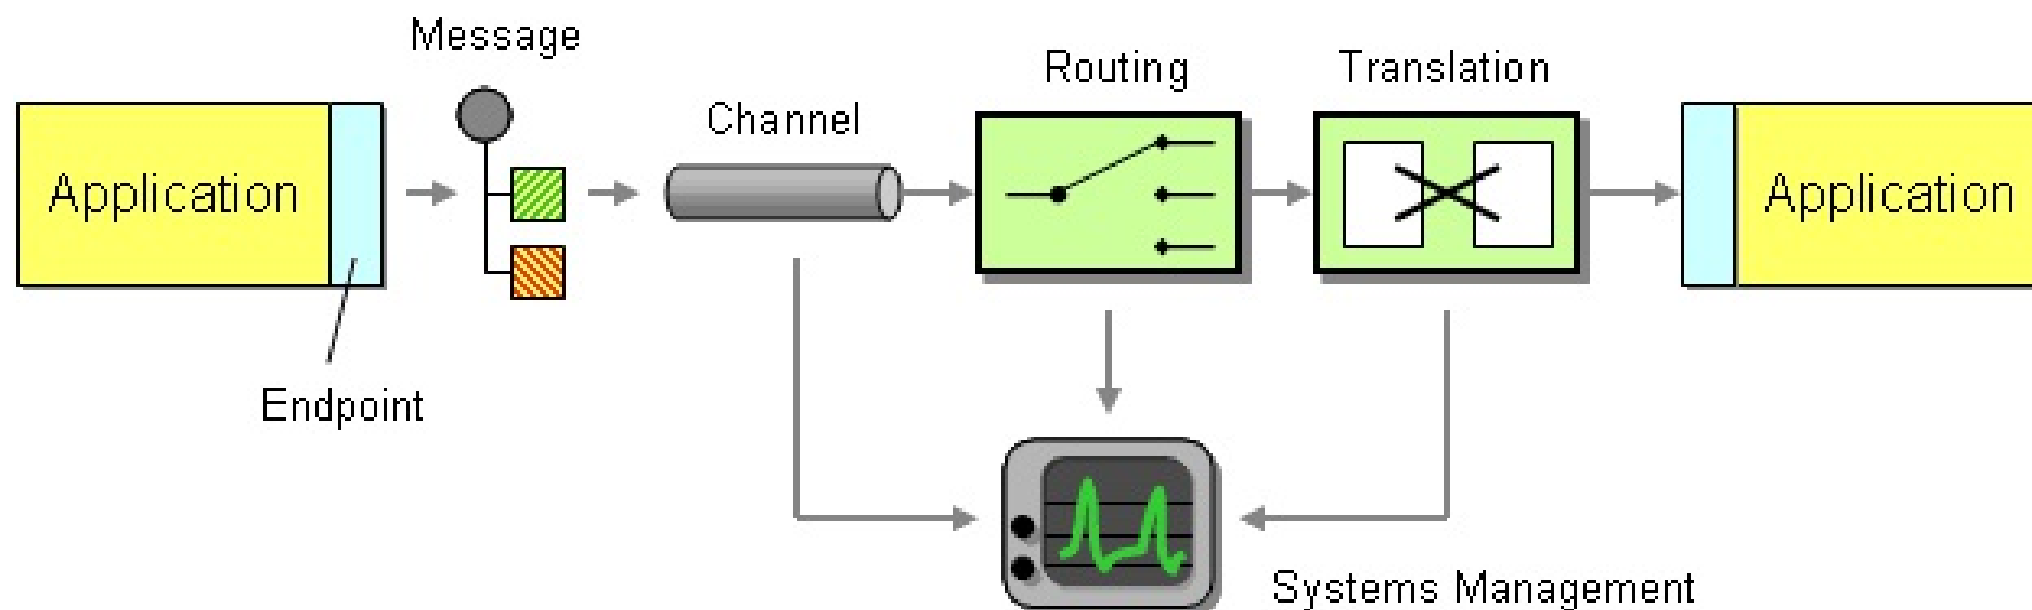 Message
Routing
Translation
Channel
Application
Application
Endpoint
Systems Management